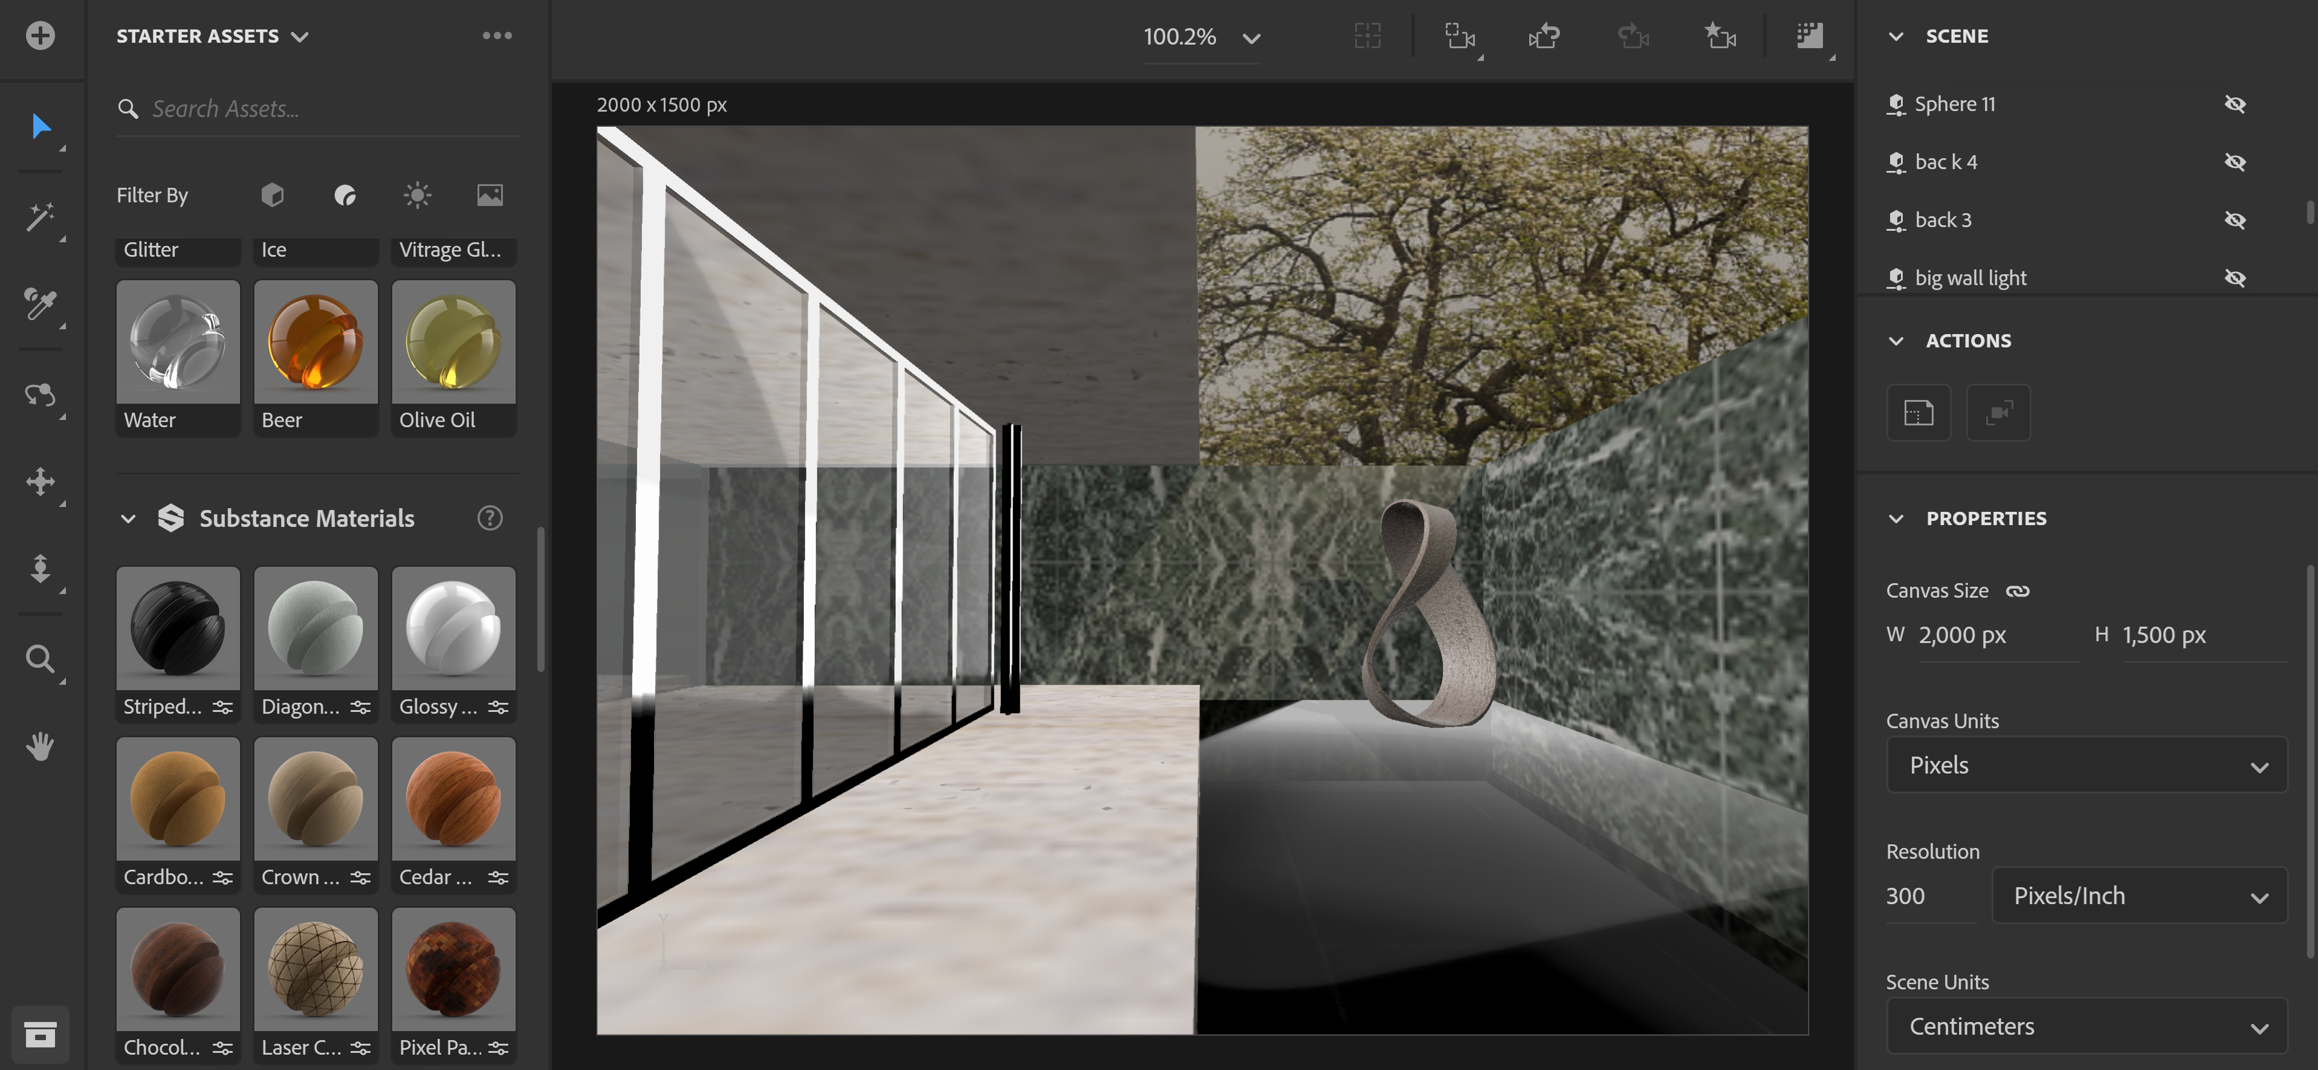 STARTER ASSETS
Search Assets...
Filter By
Glitter
Ice
Vitrage Gl...
Water
Beer
Olive Oil
Substance Materials
Striped...
Diagon...
Glossy ...
Cardbo...
Crown ...
Cedar ...
Chocol...
Laser C...
Pixel Pa...
100.2%
2000 x 1500 px
Y
SCENE
Sphere 11
bac k 4
back 3
big wall light
ACTIONS
PROPERTIES
Canvas Size
W 2,000 px H 1,500 px
Canvas Units
Pixels
Resolution
300 Pixels/Inch
Scene Units
Centimeters